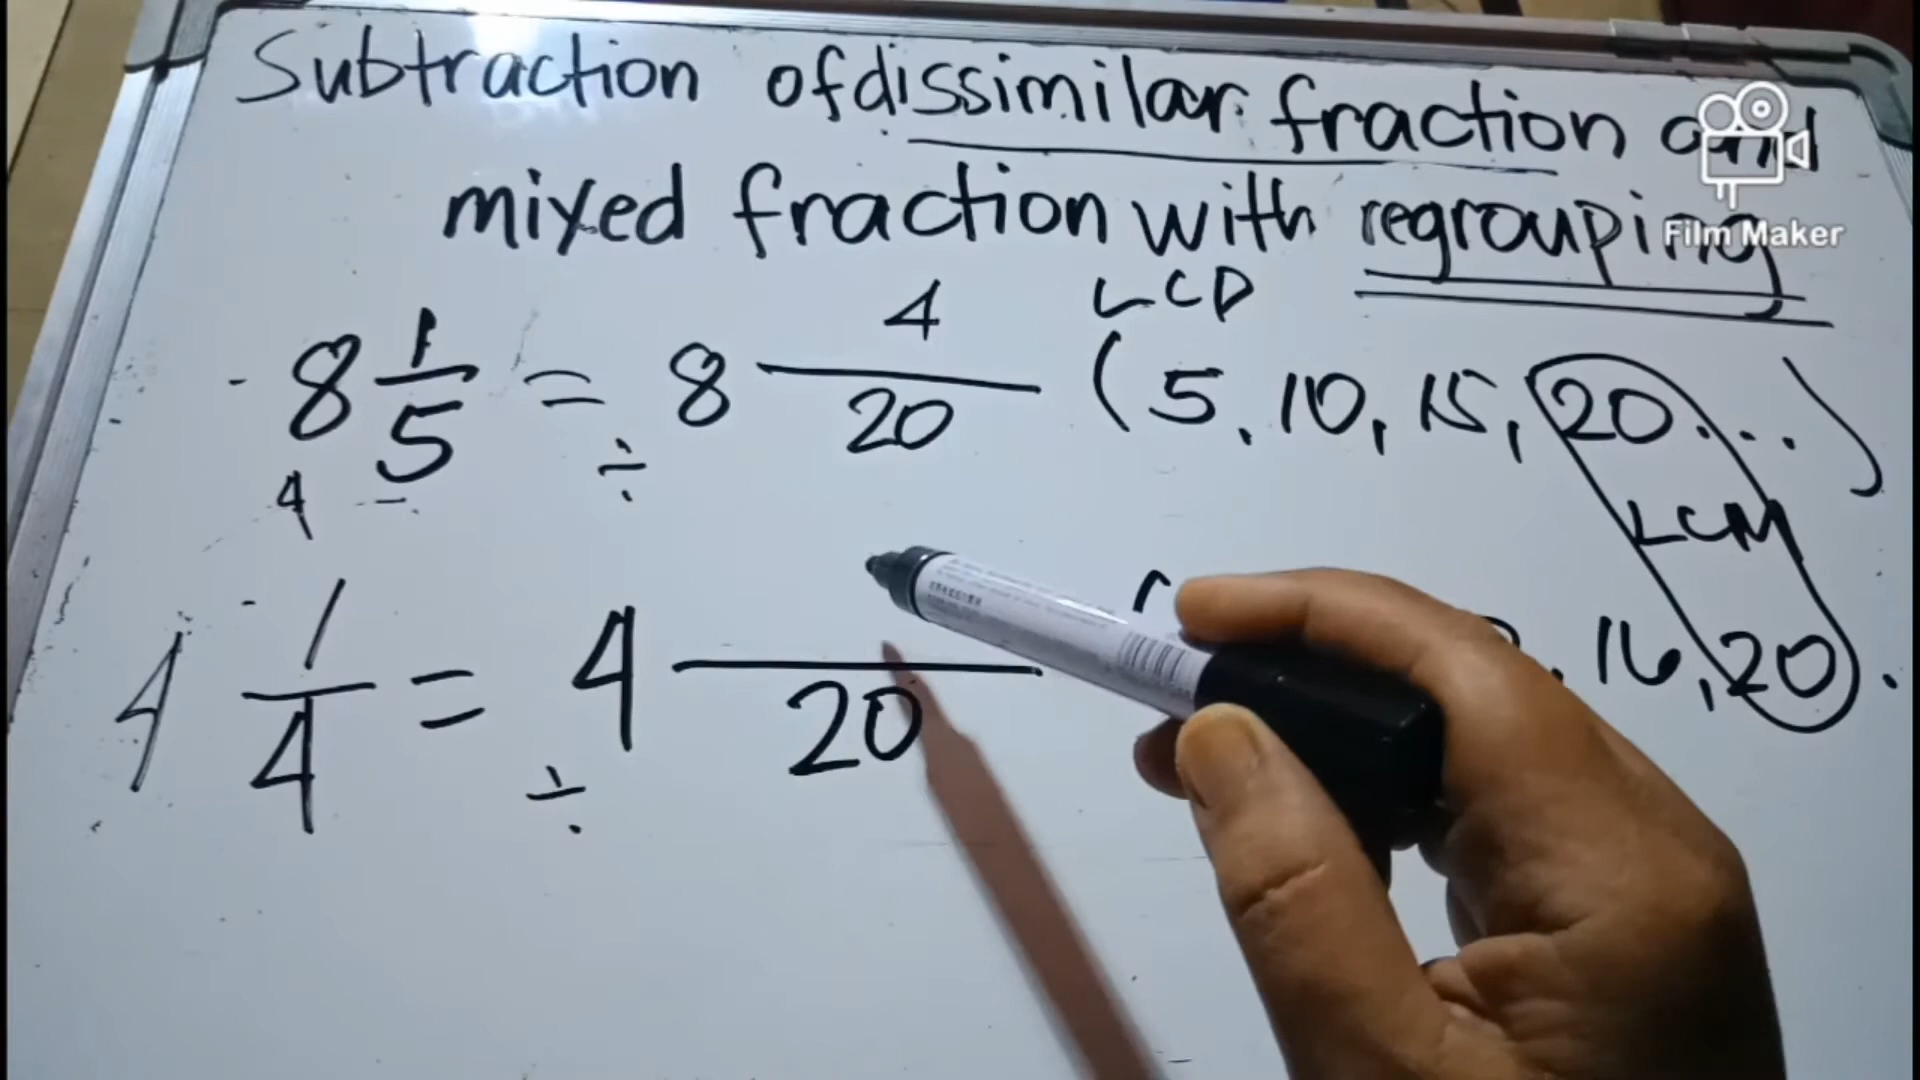 Subtraction of dissimilar fraction and
mixed fraction with regrouping
Film Maker
LCD
8 1/5 = 8 4/20 (5, 10, 15, 20...)
÷
4
LCM
4 1/4 = 4 /20 , 16, 20.
÷